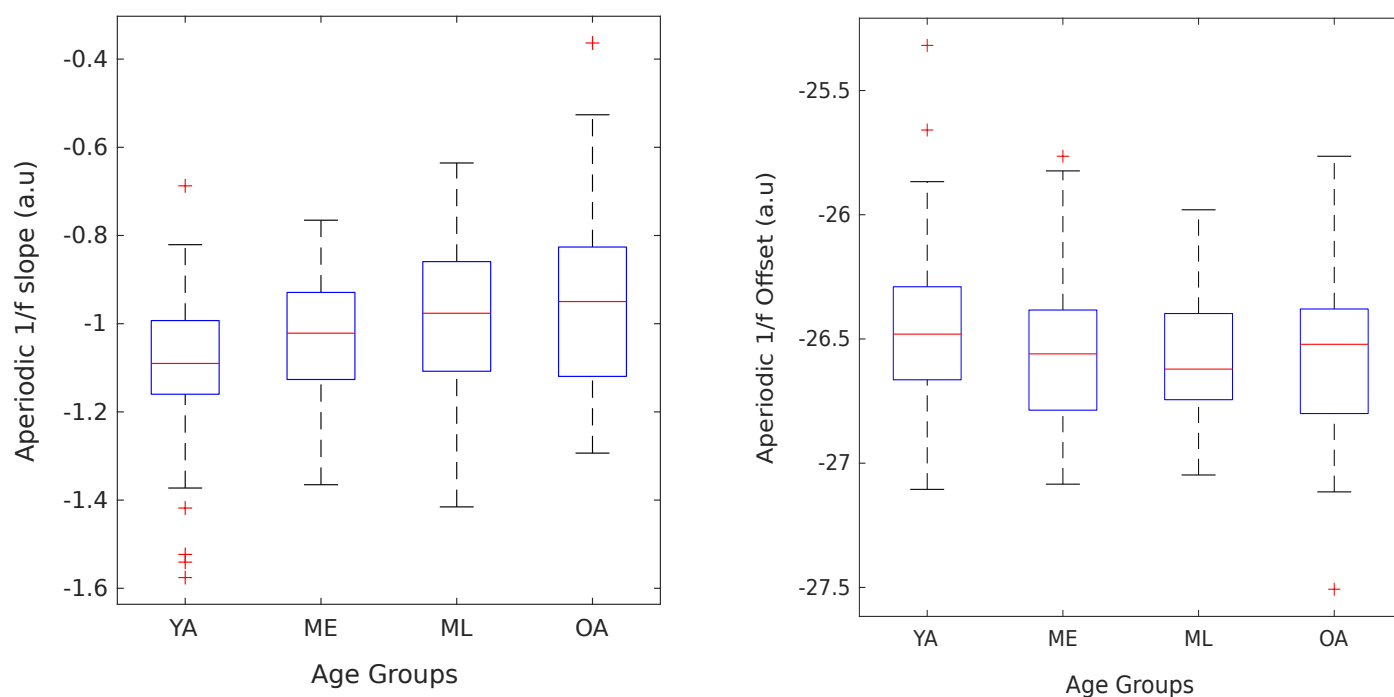 Aperiodic 1/f slope (a.u)
-0.4
-0.6
-0.8
-1
-1.2
-1.4
-1.6
YA ME ML OA
Age Groups
Aperiodic 1/f Offset (a.u)
-25.5
-26
-26.5
-27
-27.5
YA ME ML OA
Age Groups